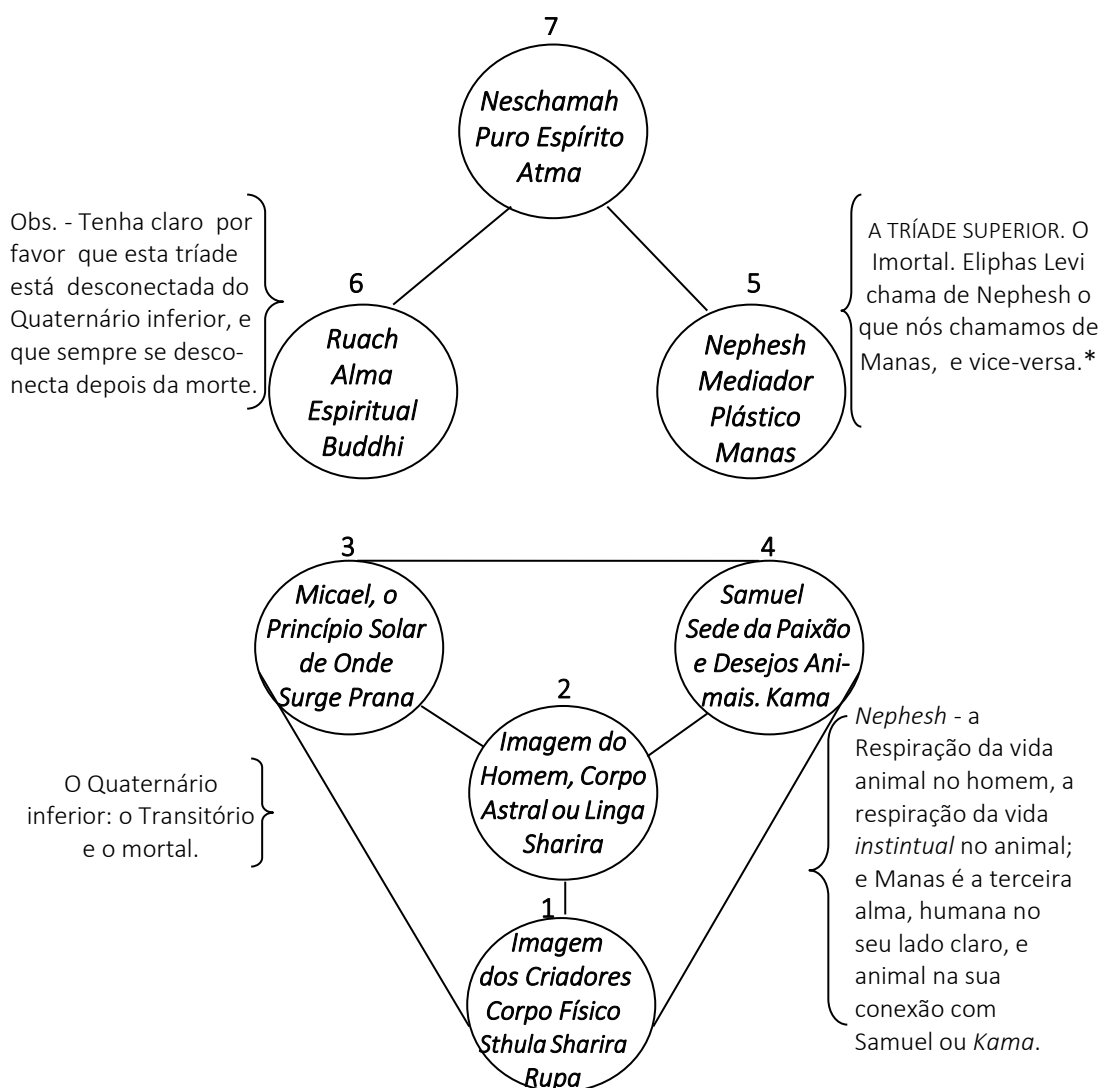 7
Neschamah
Puro Espírito
Atma
Obs. - Tenha claro por
favor que esta tríade
está desconectada do
Quaternário inferior, e
que sempre se desco-
necta depois da morte.
6
Ruach
Alma
Espiritual
Buddhi
5
Nephesh
Mediador
Plástico
Manas
A TRÍADE SUPERIOR. O
Imortal. Eliphas Levi
chama de Nephesh o
que nós chamamos de
Manas, e vice-versa.*
3
Micael, o
Princípio Solar
de Onde
Surge Prana
4
Samuel
Sede da Paixão
e Desejos Ani-
mais. Kama
2
Imagem do
Homem, Corpo
Astral ou Linga
Sharira
O Quaternário
inferior: o Transitório
e o mortal.
Nephesh - a
Respiração da vida
animal no homem, a
respiração da vida
instintual no animal;
e Manas é a terceira
alma, humana no
seu lado claro, e
animal na sua
conexão com
Samuel ou Kama.
1
Imagem
dos Criadores
Corpo Físico
Sthula Sharira
Rupa